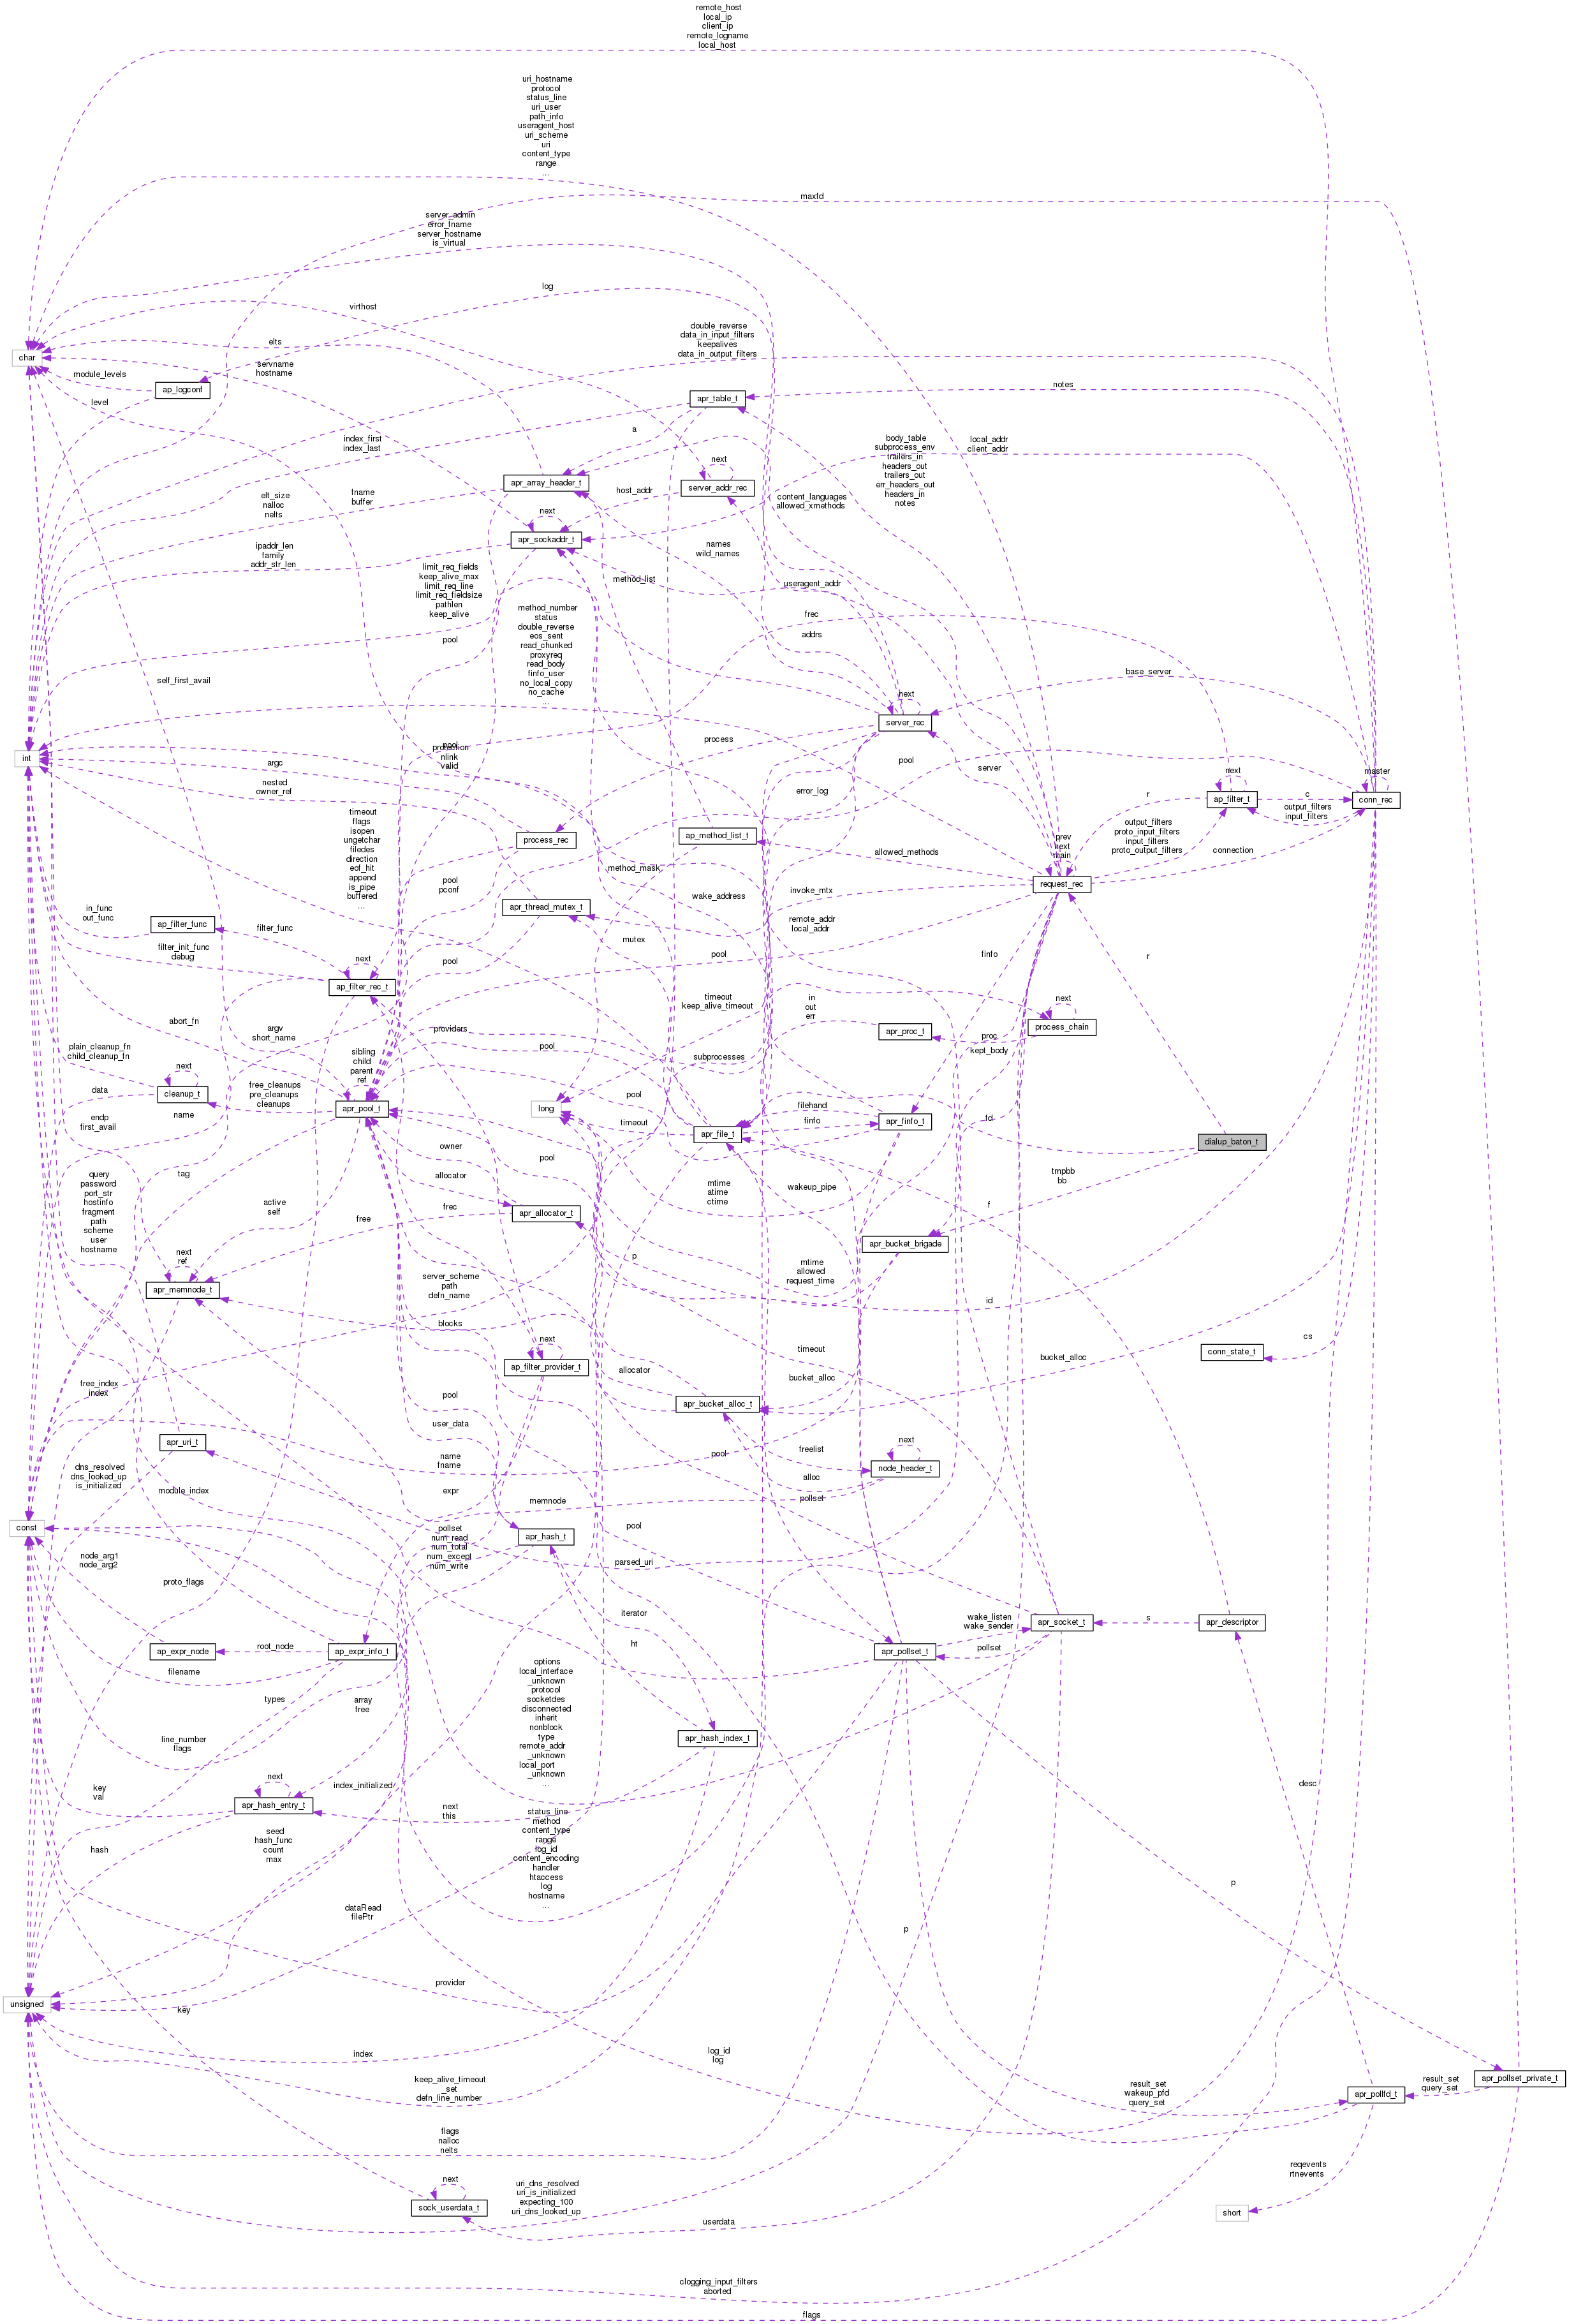 remote_host
local_ip
client_ip
remote_logname
local_host
uri_hostname
protocol
status_line
uri_user
path_info
useragent_host
uri_scheme
uri
content_type
range
...
maxfd
server_admin
error_fname
server_hostname
is_virtual
log
virthost
double_reverse
data_in_input_filters
keepalives
data_in_output_filters
elts
char
servname
hostname
module_levels
ap_logconf
notes
apr_table_t
level
index_first
index_last
a
body_table
subprocess_env
trailers_in
headers_out
trailers_out
err_headers_out
headers_in
notes
local_addr
client_addr
next
apr_array_header_t
server_addr_rec
host_addr
fname
buffer
elt_size
nalloc
nelts
content_languages
allowed_xmethods
next
apr_sockaddr_t
names
wild_names
ipaddr_len
family
addr_str_len
limit_req_fields
keep_alive_max
limit_req_line
limit_req_fieldsize
pathlen
keep_alive
method_list
useragent_addr
method_number
status
double_reverse
eos_sent
read_chunked
proxyreq
read_body
finfo_user
no_local_copy
no_cache
...
frec
addrs
pool
self_first_avail
base_server
next
server_rec
process
pool
protection
nlink
valid
int
argc
pool
server
next
master
nested
owner_ref
error_log
r
ap_filter_t
c
conn_rec
output_filters
input_filters
timeout
flags
isopen
ungetchar
filedes
direction
eof_hit
append
is_pipe
buffered
...
process_rec
ap_method_list_t
output_filters
proto_input_filters
input_filters
proto_output_filters
prev
next
main
connection
allowed_methods
method_mask
request_rec
pool
pconf
wake_address
invoke_mtx
in_func
out_func
ap_filter_func
apr_thread_mutex_t
filter_func
remote_addr
local_addr
mutex
filter_init_func
debug
next
pool
pool
finfo
r
ap_filter_rec_t
timeout
keep_alive_timeout
in
out
err
next
abort_fn
argv
short_name
providers
apr_proc_t
proc
process_chain
plain_cleanup_fn
child_cleanup_fn
sibling
child
parent
ref
pool
subprocesses
kept_body
next
data
cleanup_t
free_cleanups
pre_cleanups
cleanups
apr_pool_t
pool
long
filehand
apr_finfo_t
fd
endp
first_avail
name
timeout
apr_file_t
finfo
dialup_baton_t
owner
pool
query
password
port_str
hostinfo
fragment
path
scheme
user
hostname
tag
allocator
mtime
atime
ctime
wakeup_pipe
tmpbb
bb
active
self
frec
apr_allocator_t
f
free
next
ref
p
apr_bucket_brigade
apr_memnode_t
server_scheme
path
defn_name
mtime
allowed
request_time
id
blocks
cs
next
timeout
conn_state_t
ap_filter_provider_t
bucket_alloc
free_index
index
allocator
bucket_alloc
pool
apr_bucket_alloc_t
user_data
apr_uri_t
name
fname
pool
freelist
next
node_header_t
dns_resolved
dns_looked_up
is_initialized
module_index
expr
alloc
memnode
pollset
const
pollset
num_read
num_total
num_except
num_write
apr_hash_t
pool
node_arg1
node_arg2
parsed_uri
proto_flags
iterator
wake_listen
wake_sender
apr_socket_t
s
apr_descriptor
ap_expr_node
root_node
ap_expr_info_t
ht
apr_pollset_t
pollset
filename
options
local_interface
_unknown
protocol
socketdes
disconnected
inherit
nonblock
type
remote_addr
_unknown
local_port
_unknown
...
types
array
free
line_number
flags
apr_hash_index_t
desc
next
index_initialized
key
val
apr_hash_entry_t
next
this
status_line
method
content_type
range
log_id
content_encoding
handler
htaccess
log
hostname
...
seed
hash_func
count
max
hash
dataRead
filePtr
p
p
provider
unsigned
key
index
log_id
log
keep_alive_timeout
_set
defn_line_number
result_set
wakeup_pfd
query_set
apr_pollfd_t
result_set
query_set
apr_pollset_private_t
flags
nalloc
nelts
next
sock_userdata_t
uri_dns_resolved
uri_is_initialized
expecting_100
uri_dns_looked_up
reqevents
rtnevents
short
userdata
clogging_input_filters
aborted
flags